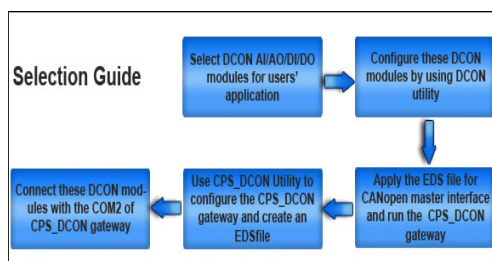 Selection Guide
Select DCON AI/AO/DI/DO
modules for users'
application
Configure these DCON
modules by using DCON
utility
Apply the EDS file for
CANopen master interface
and run the CPS_DCON
gateway
Use CPS_DCON Utility to
configure the CPS_DCON
gateway and create an
EDSfile
Connect these DCON mod-
ules with the COM2 of
CPS_DCON gateway